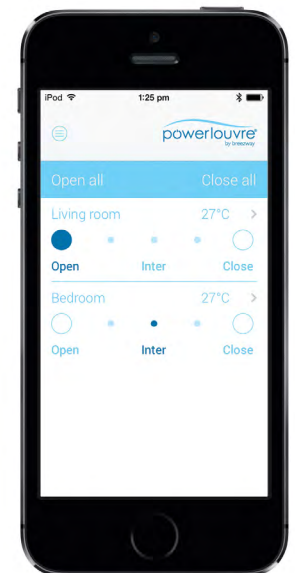 iPod 1:25 pm
powerlouvre
by breezway
Open all Close all
Living room 27°C >
Open Inter Close
Bedroom 27°C >
Open Inter Close